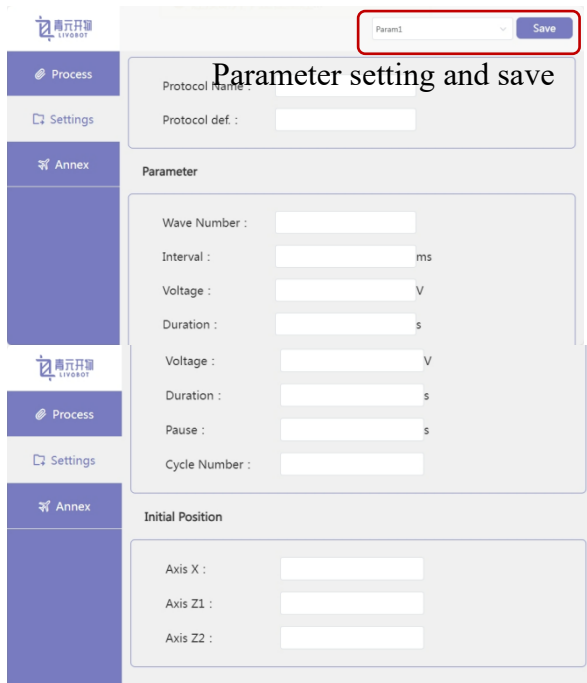 青元开物
LIVOBOT
Param1
Save
Process
Parameter setting and save
Protocol Name :
Settings
Protocol def. :
Annex
Parameter
Wave Number :
Interval : ms
Voltage : V
Duration : s
青元开物
LIVOBOT
Voltage : V
Duration : s
Process
Pause : s
Settings
Cycle Number :
Annex
Initial Position
Axis X :
Axis Z1 :
Axis Z2 :